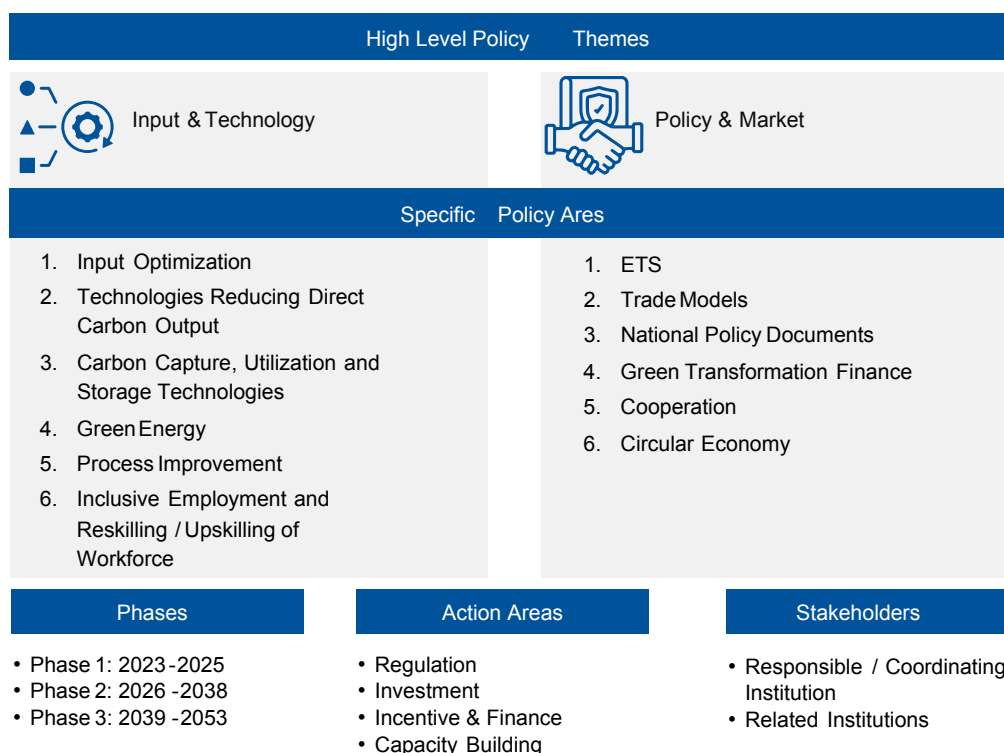 High Level Policy Themes
Input & Technology
Policy & Market
Specific Policy Ares
1. Input Optimization
2. Technologies Reducing Direct
Carbon Output
3. Carbon Capture, Utilization and
Storage Technologies
4. Green Energy
5. Process Improvement
6. Inclusive Employment and
Reskilling / Upskilling of
Workforce
1. ETS
2. Trade Models
3. National Policy Documents
4. Green Transformation Finance
5. Cooperation
6. Circular Economy
Phases
• Phase 1: 2023-2025
• Phase 2: 2026-2038
• Phase 3: 2039-2053
Action Areas
• Regulation
• Investment
• Incentive & Finance
• Capacity Building
Stakeholders
• Responsible / Coordinating
Institution
• Related Institutions